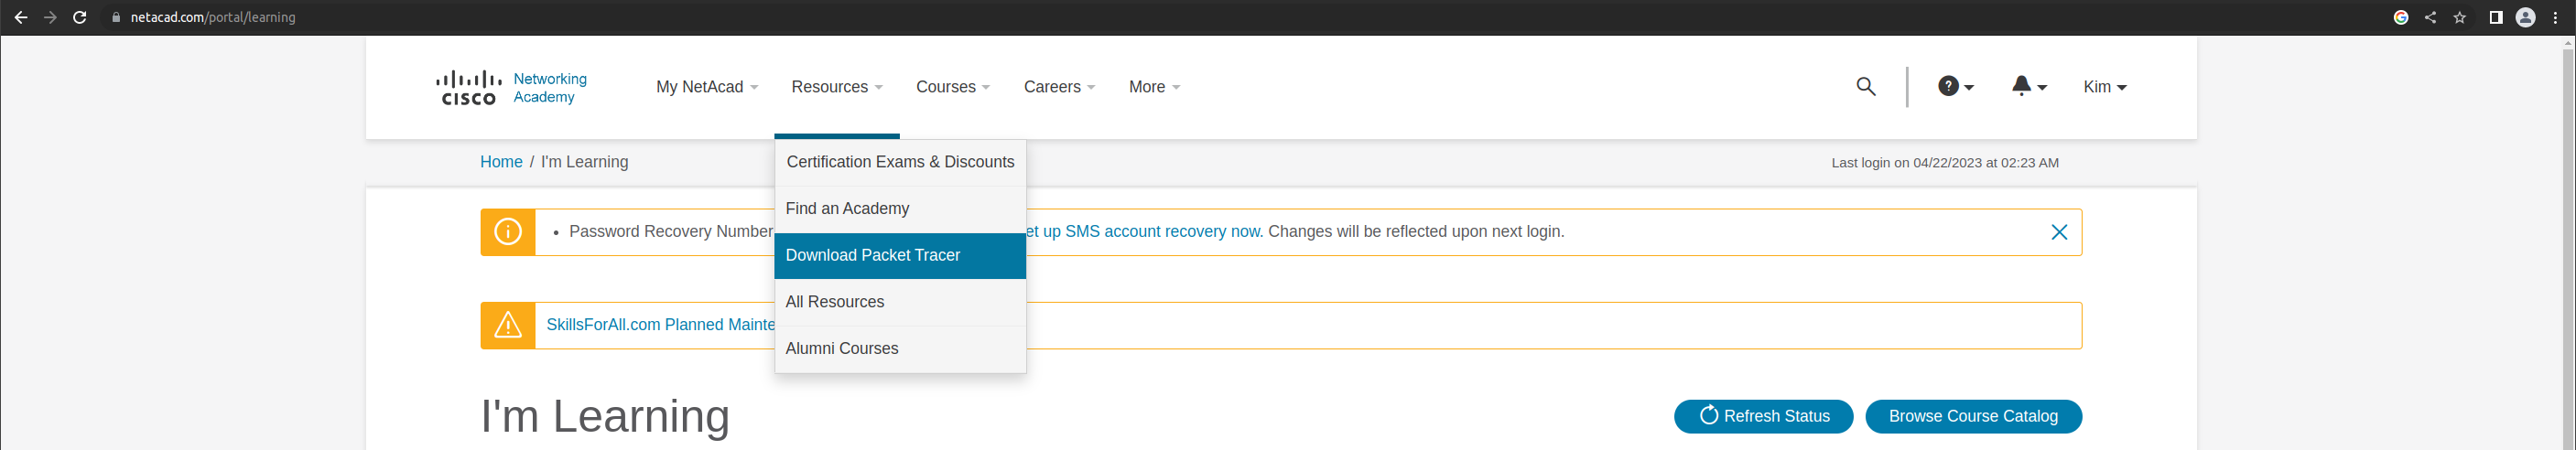 netacad.com/portal/learning
CISCO Networking Academy
My NetAcad
Resources
Courses
Careers
More
Kim
Home / I'm Learning
Last login on 04/22/2023 at 02:23 AM
Certification Exams & Discounts
Find an Academy
Download Packet Tracer
All Resources
Alumni Courses
• Password Recovery Number
et up SMS account recovery now. Changes will be reflected upon next login.
SkillsForAll.com Planned Mainte
I'm Learning
Refresh Status
Browse Course Catalog